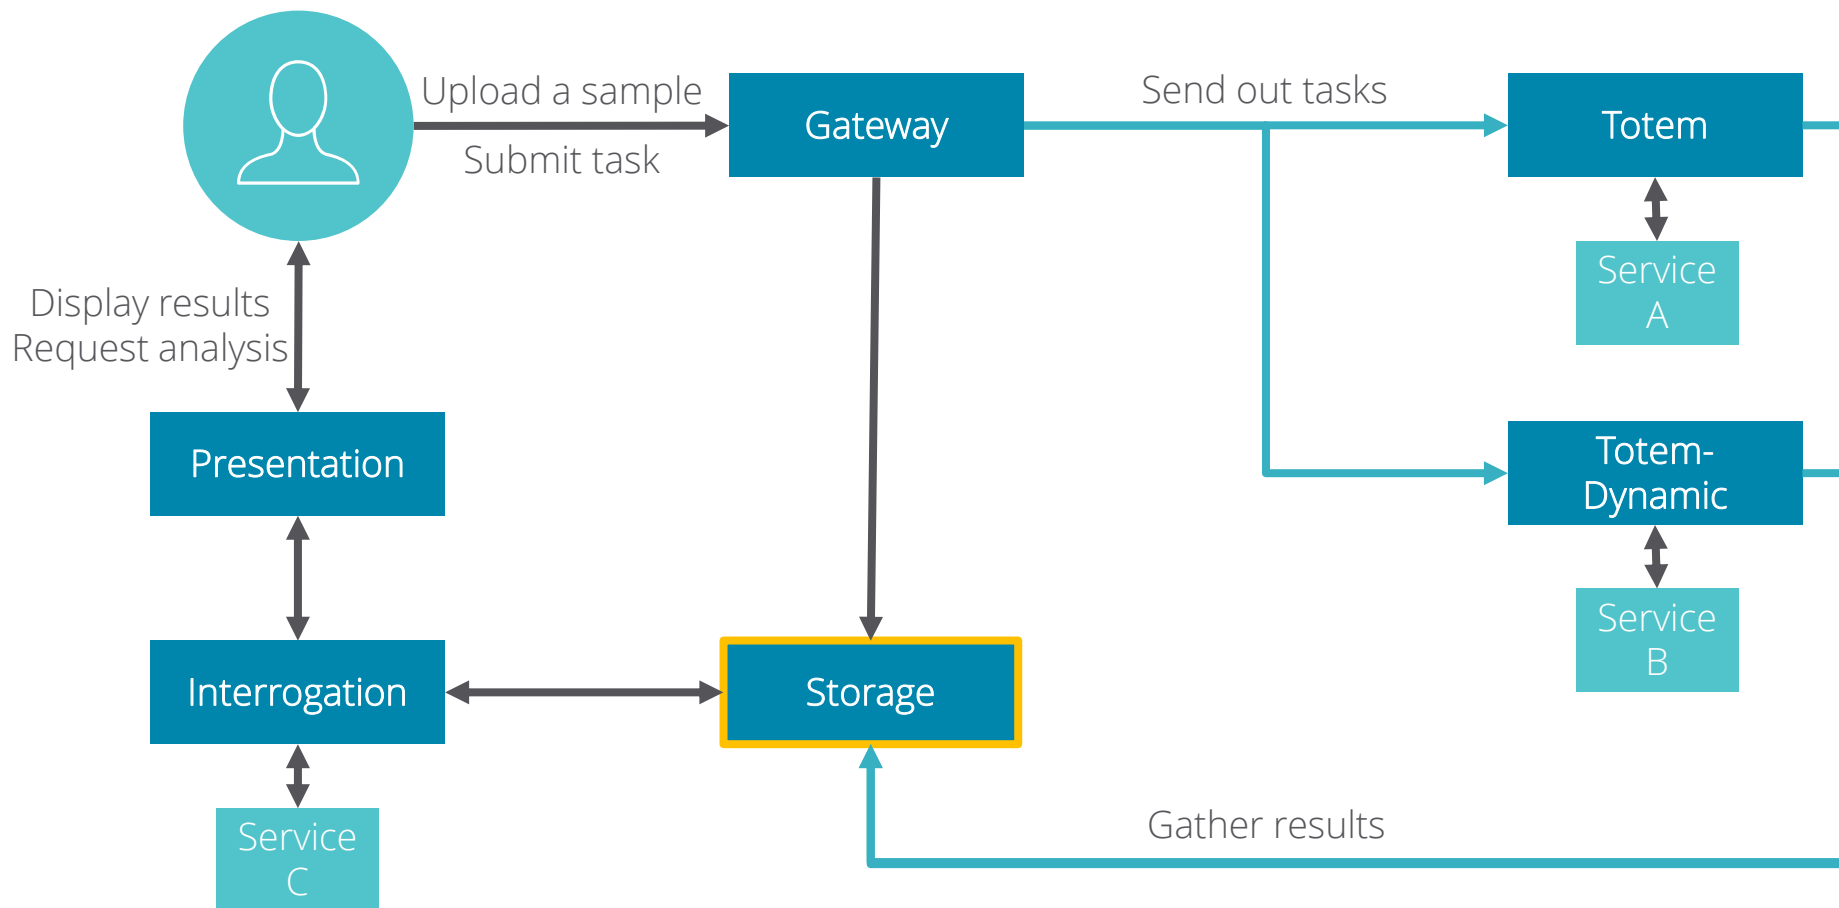 Upload a sample
Submit task
Gateway
Send out tasks
Totem
Service
A
Display results
Request analysis
Presentation
Totem-
Dynamic
Service
B
Interrogation
Storage
Service
C
Gather results